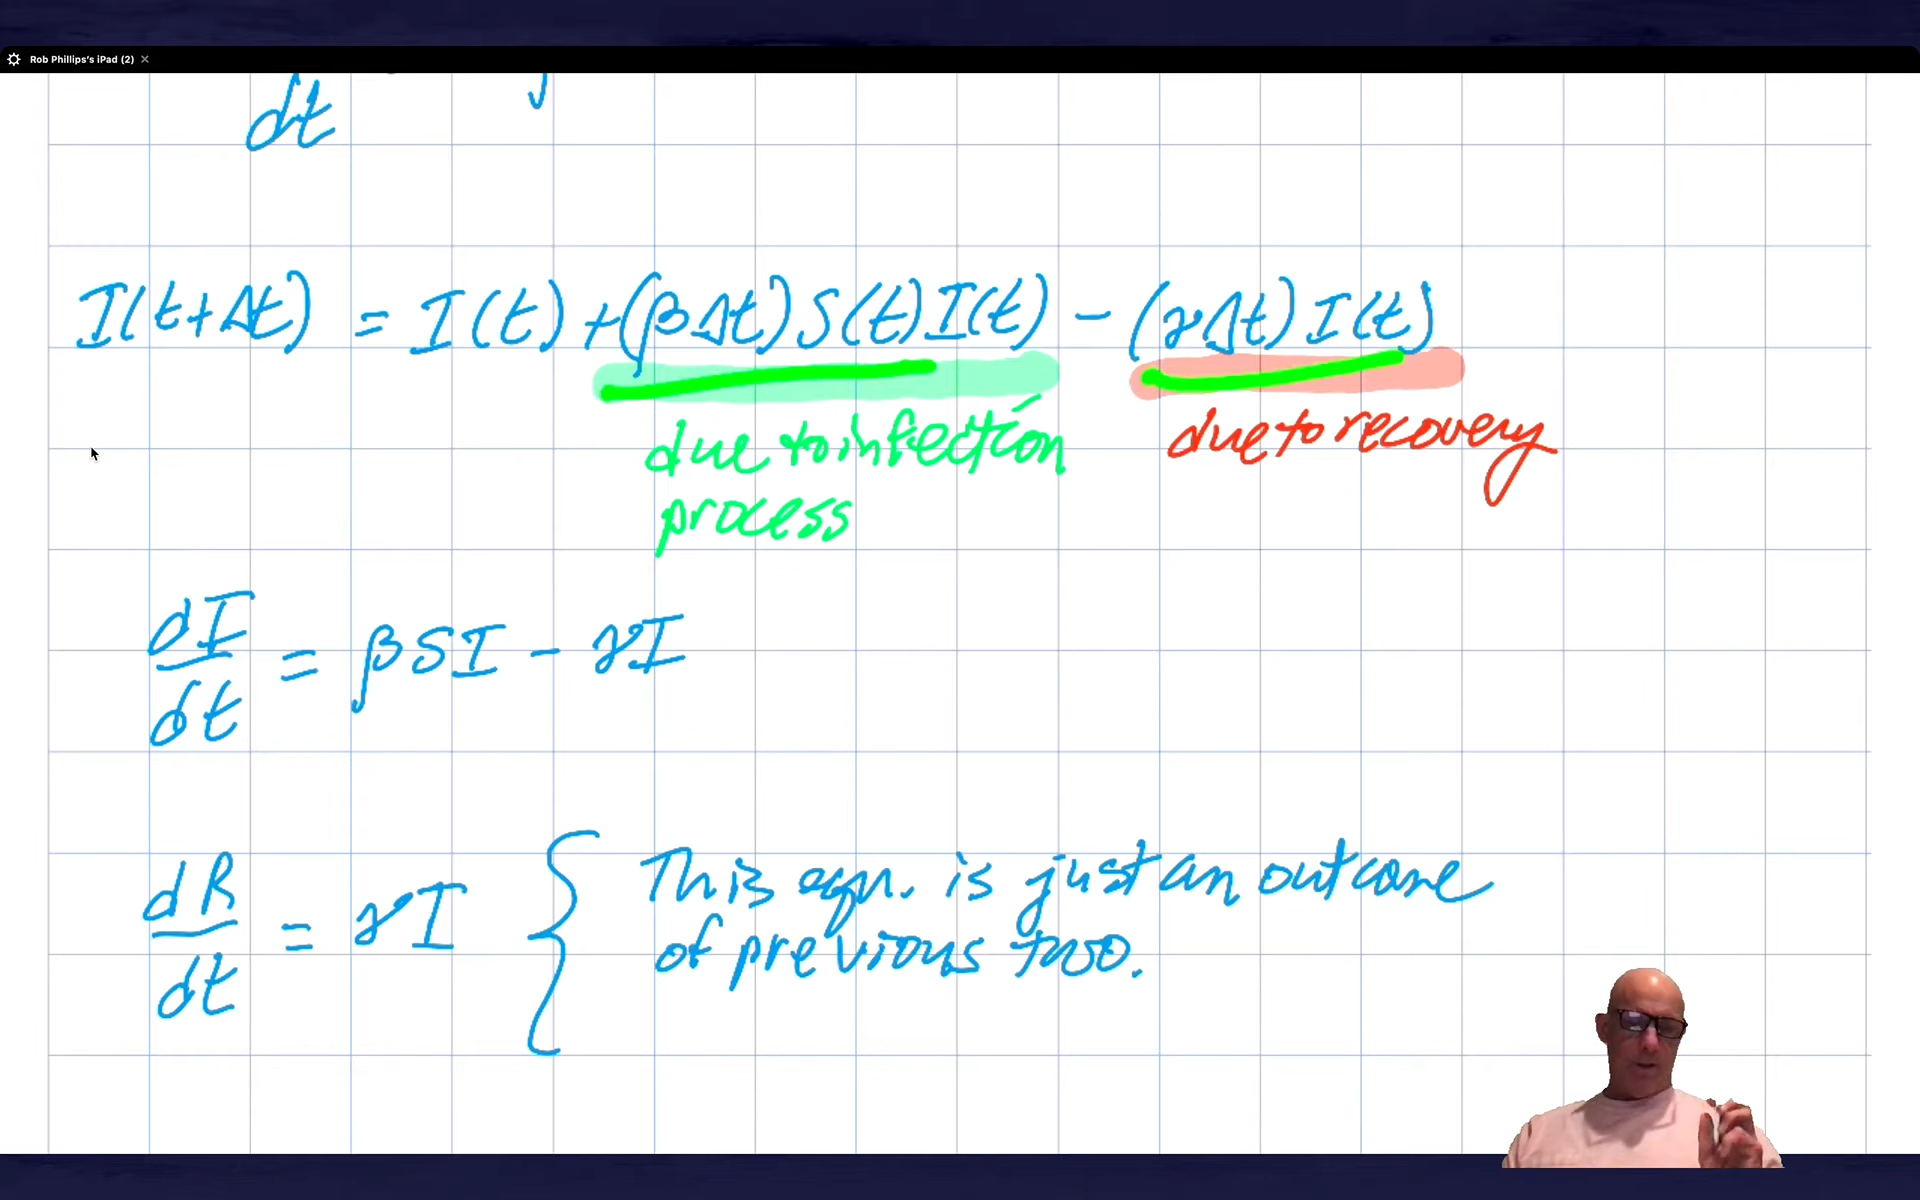 Rob Phillips's iPad (2)
dt
I(t+Δt) = I(t) + (βΔt)S(t)I(t) - (γΔt)I(t)
due to infection due to recovery
process
dI/dt = βSI - γI
dR/dt = γI
This eqn. is just an outcome
of previous two.